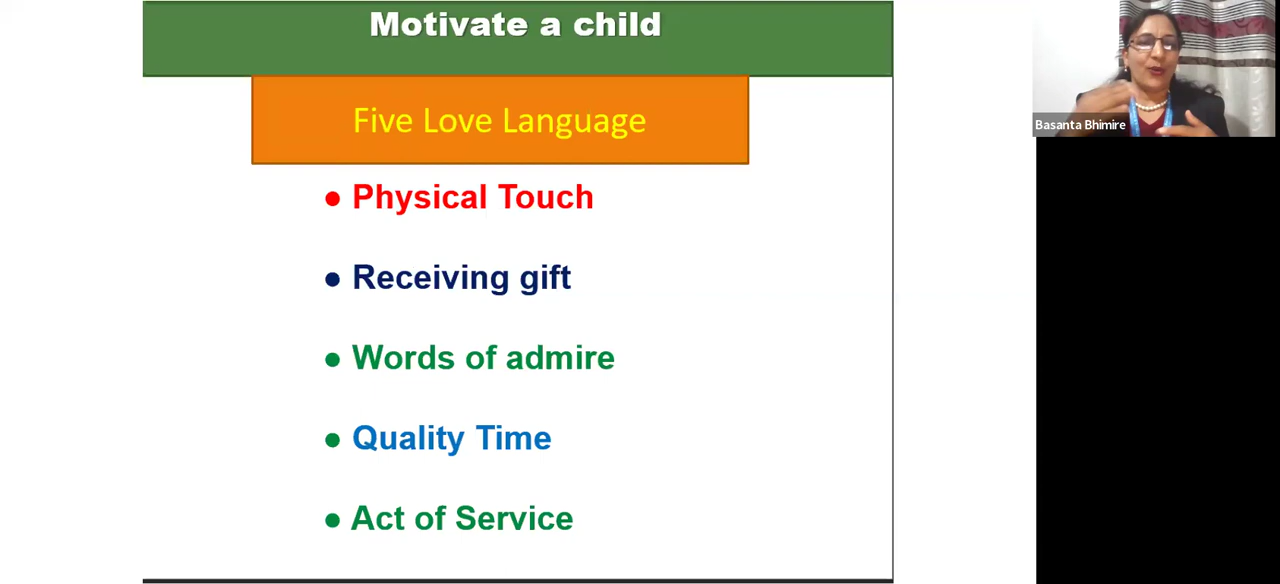 Motivate a child
Five Love Language
● Physical Touch
● Receiving gift
● Words of admire
● Quality Time
● Act of Service
Basanta Bhimire